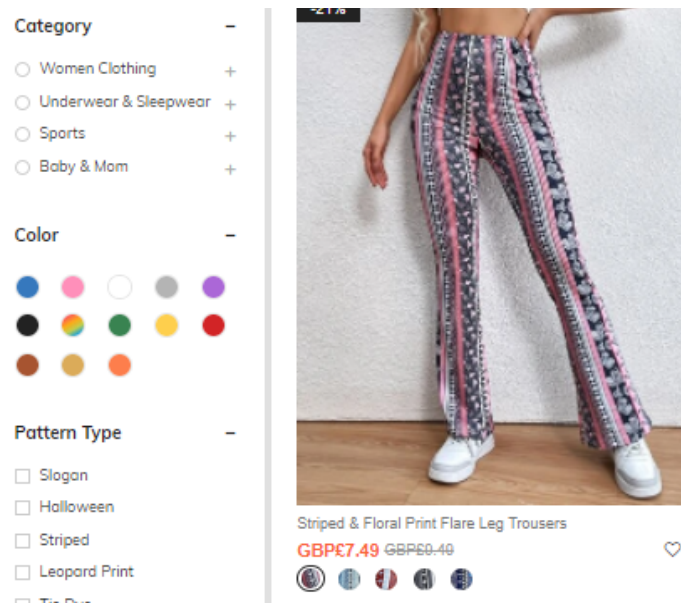 Category
Women Clothing
Underwear & Sleepwear
Sports
Baby & Mom
Color
Pattern Type
Slogan
Halloween
Striped
Leopard Print
-21%
Striped & Floral Print Flare Leg Trousers
GBP£7.49